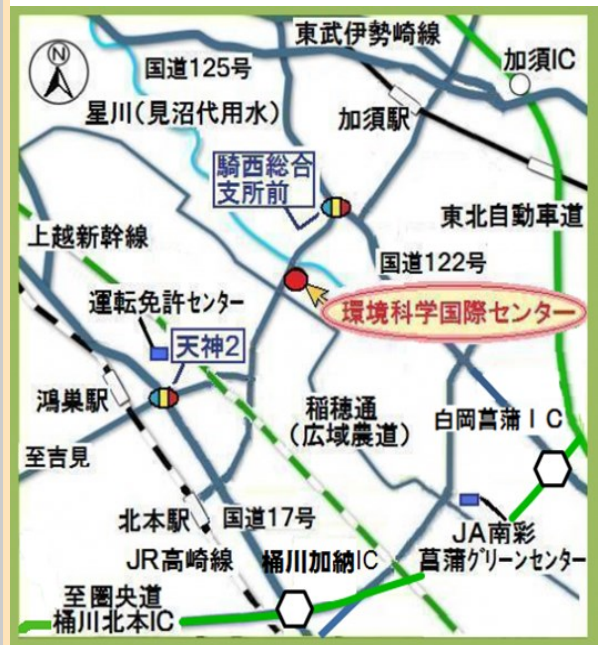 東武伊勢崎線
N
国道125号
加須IC
星川(見沼代用水)
加須駅
騎西総合
支所前
東北自動車道
上越新幹線
国道122号
運転免許センター
環境科学国際センター
天神2
鴻巣駅
稲穂通
(広域農道)
白岡菖蒲IC
至吉見
北本駅
国道17号
JA南彩
菖蒲グリーンセンター
JR高崎線
桶川加納IC
至圏央道
桶川北本IC